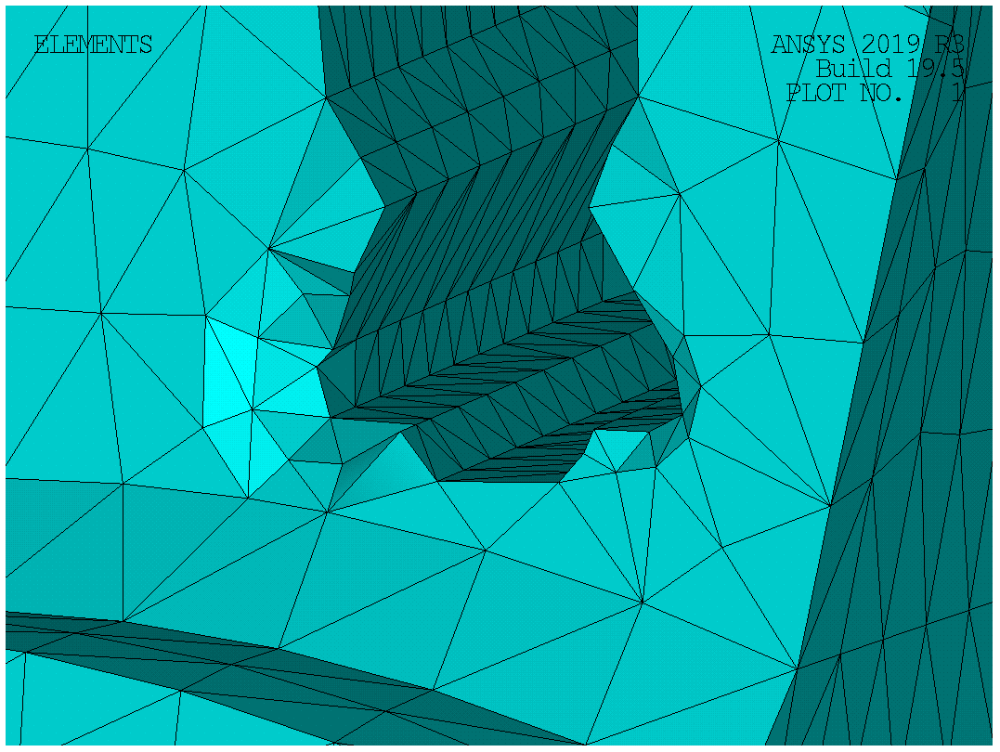 ELEMENTS
ANSYS 2019 R3
Build 19.5
PLOT NO. 1